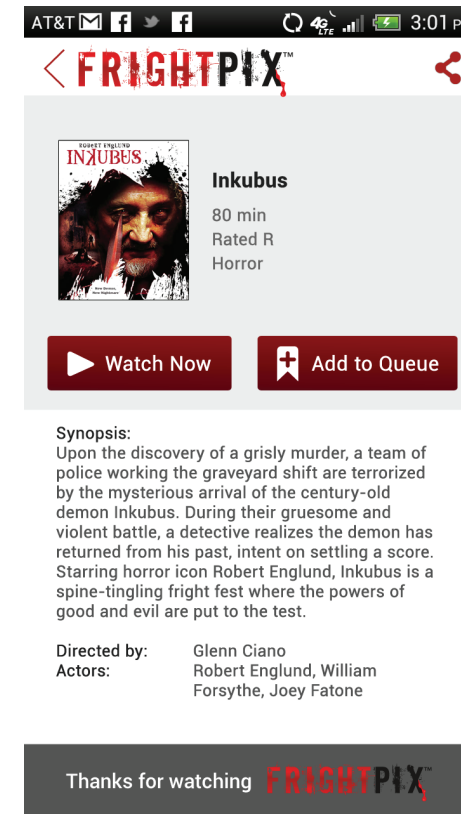 AT&T 4G LTE 3:01 P
FRIGHTPIX™
ROBERT ENGLUND
INKUBUS
New Demon,
New Nightmare
Inkubus
80 min
Rated R
Horror
Watch Now
Add to Queue
Synopsis:
Upon the discovery of a grisly murder, a team of
police working the graveyard shift are terrorized
by the mysterious arrival of the century-old
demon Inkubus. During their gruesome and
violent battle, a detective realizes the demon has
returned from his past, intent on settling a score.
Starring horror icon Robert Englund, Inkubus is a
spine-tingling fright fest where the powers of
good and evil are put to the test.
Directed by: Glenn Ciano
Actors: Robert Englund, William
Forsythe, Joey Fatone
Thanks for watching FRIGHTPIX™